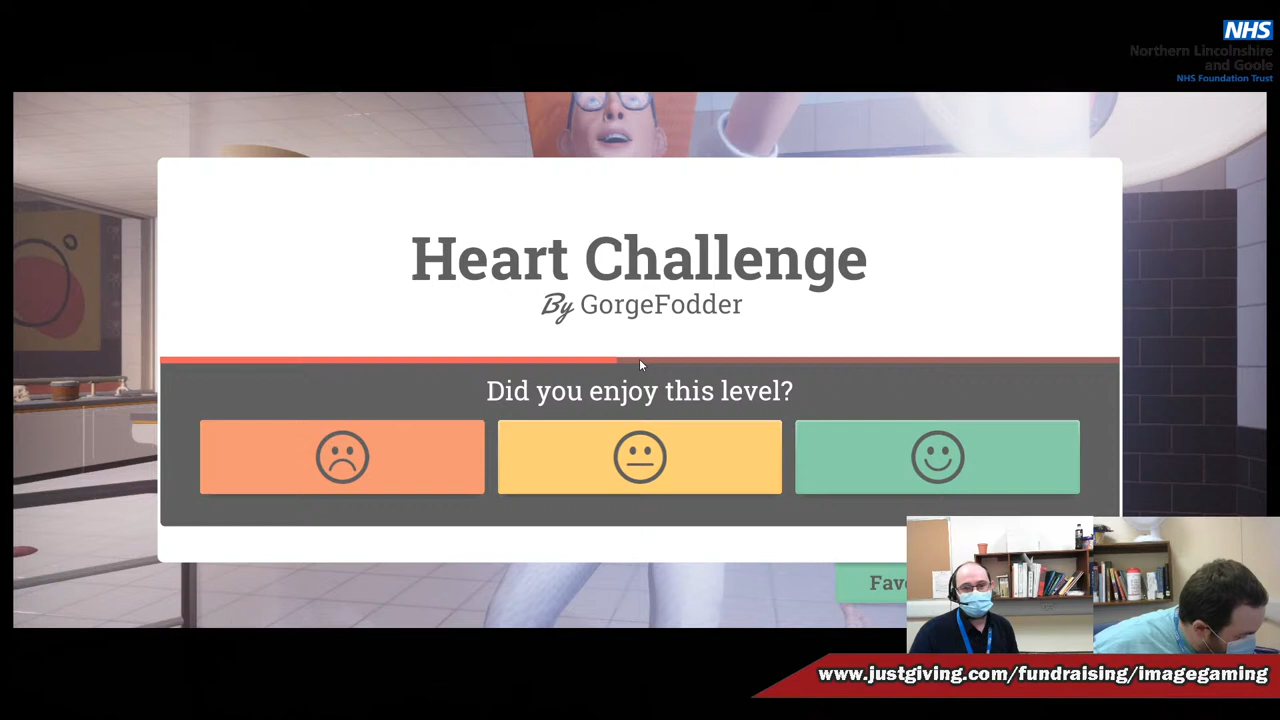 NHS
Northern Lincolnshire
and Goole
NHS Foundation Trust
Heart Challenge
By GorgeFodder
Did you enjoy this level?
www.justgiving.com/fundraising/imagegaming